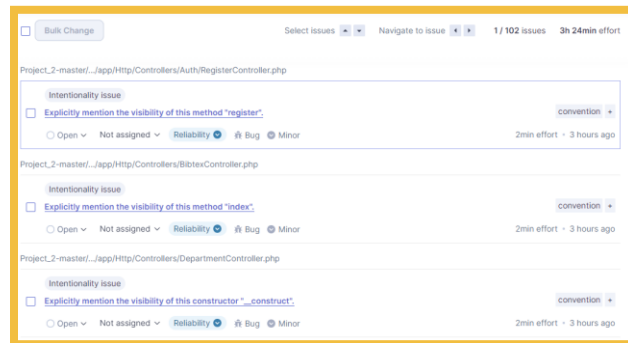 Bulk Change Select issues Navigate to issue 1 / 102 issues 3h 24min effort
Project_2-master/.../app/Http/Controllers/Auth/RegisterController.php
Intentionality issue
Explicitly mention the visibility of this method "register". convention +
Open Not assigned Reliability Bug Minor 2min effort • 3 hours ago
Project_2-master/.../app/Http/Controllers/BibtexController.php
Intentionality issue
Explicitly mention the visibility of this method "index". convention +
Open Not assigned Reliability Bug Minor 2min effort • 3 hours ago
Project_2-master/.../app/Http/Controllers/DepartmentController.php
Intentionality issue
Explicitly mention the visibility of this constructor "__construct". convention +
Open Not assigned Reliability Bug Minor 2min effort • 3 hours ago